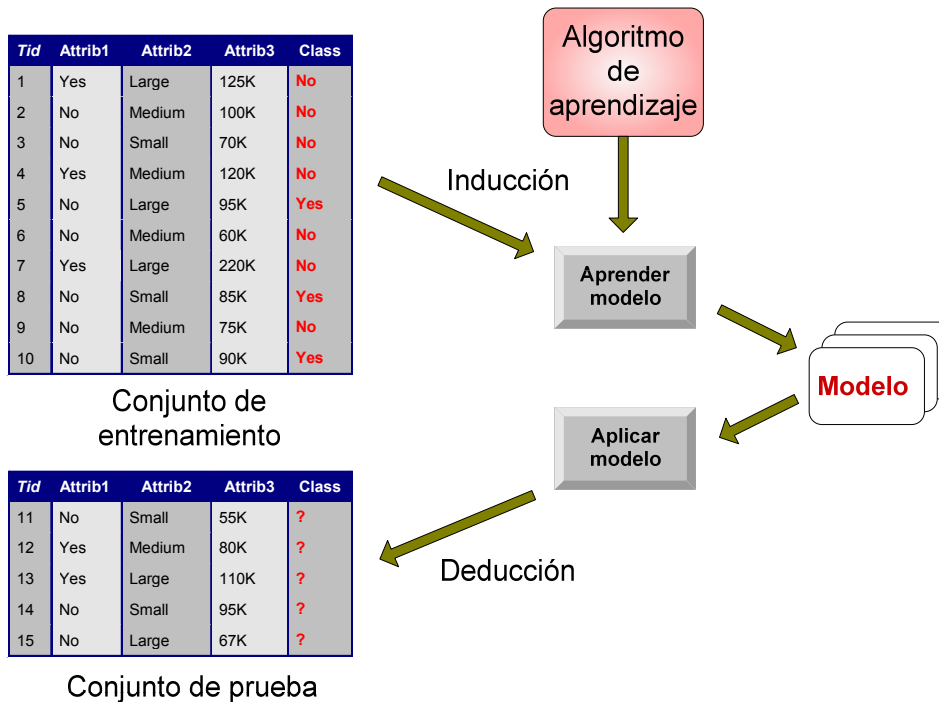 Tid Attrib1 Attrib2 Attrib3 Class
1 Yes Large 125K No
2 No Medium 100K No
3 No Small 70K No
4 Yes Medium 120K No
5 No Large 95K Yes
6 No Medium 60K No
7 Yes Large 220K No
8 No Small 85K Yes
9 No Medium 75K No
10 No Small 90K Yes
Conjunto de
entrenamiento
Algoritmo
de
aprendizaje
Inducción
Aprender
modelo
Modelo
Aplicar
modelo
Deducción
Tid Attrib1 Attrib2 Attrib3 Class
11 No Small 55K ?
12 Yes Medium 80K ?
13 Yes Large 110K ?
14 No Small 95K ?
15 No Large 67K ?
Conjunto de prueba